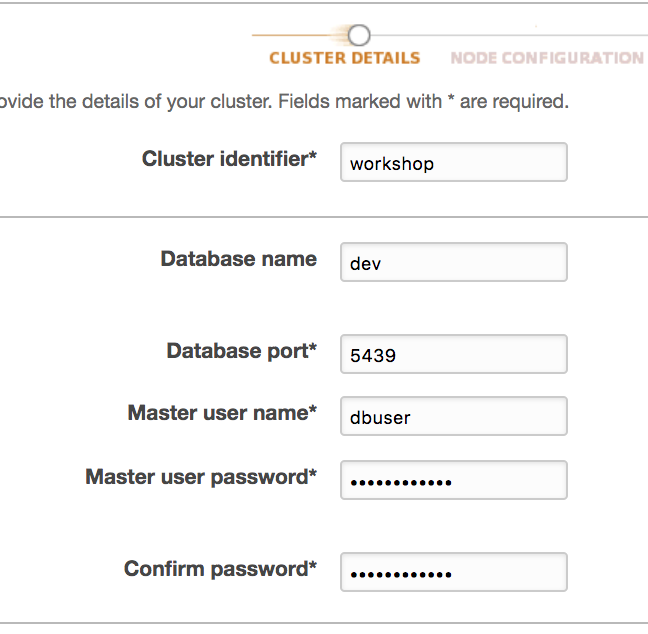 CLUSTER DETAILS NODE CONFIGURATION
ovide the details of your cluster. Fields marked with * are required.
Cluster identifier* workshop
Database name dev
Database port* 5439
Master user name* dbuser
Master user password* ••••••••••••
Confirm password* ••••••••••••